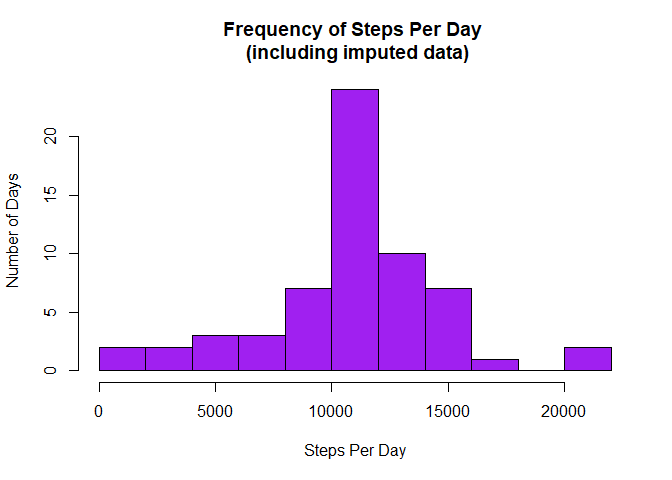 Frequency of Steps Per Day
(including imputed data)
20
15
10
5
0
Number of Days
0 5000 10000 15000 20000
Steps Per Day